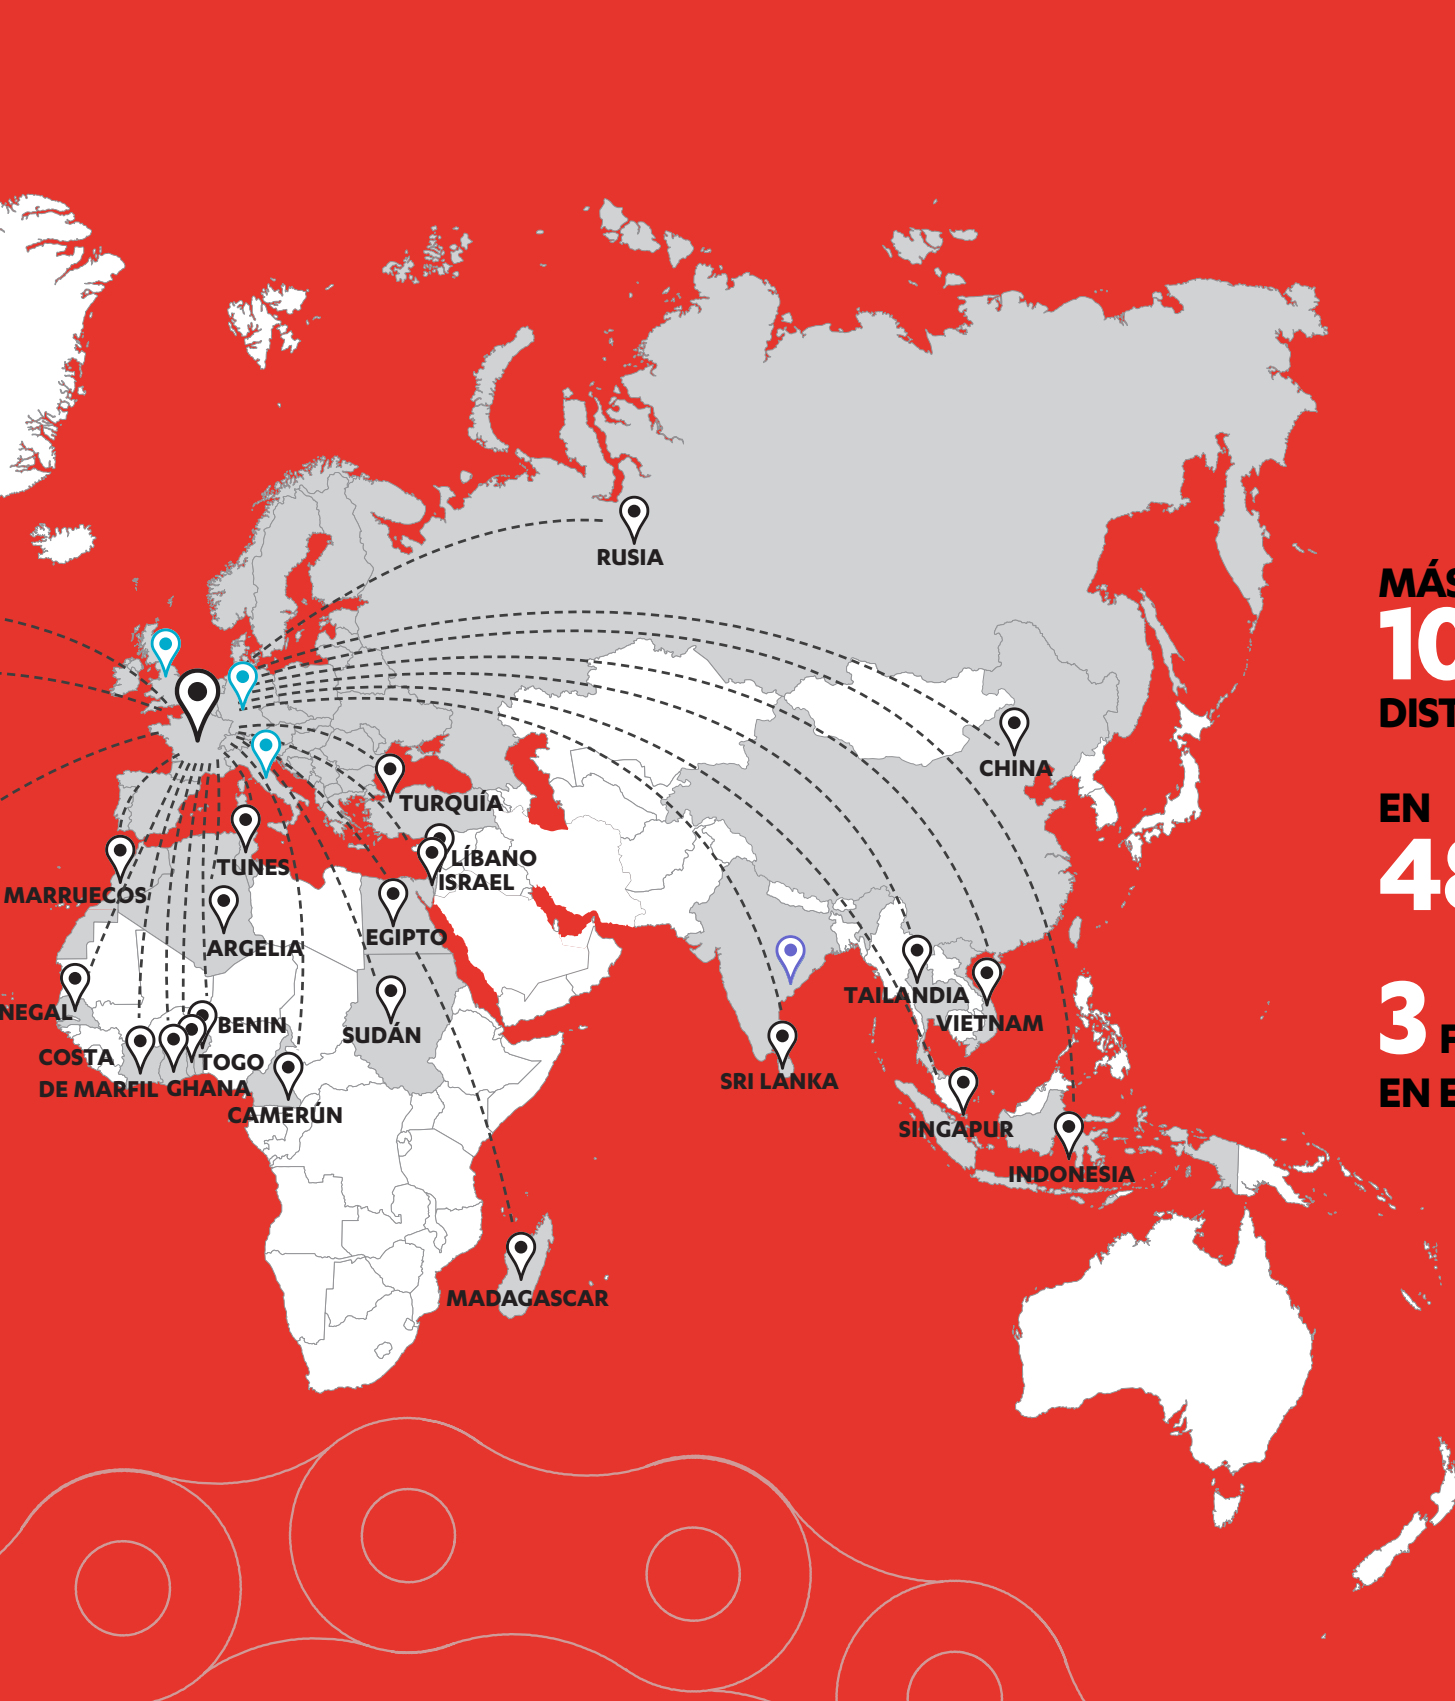 RUSIA
CHINA
TURQUÍA
LÍBANO
ISRAEL
TUNES
MARRUECOS
ARGELIA
EGIPTO
SUDÁN
NEGAL
BENIN
TOGO
COSTA
DE MARFIL
GHANA
CAMERÚN
MADAGASCAR
TAILANDIA
VIETNAM
SRI LANKA
SINGAPUR
INDONESIA
MÁS
10
DIST
EN
48
3 P
EN E